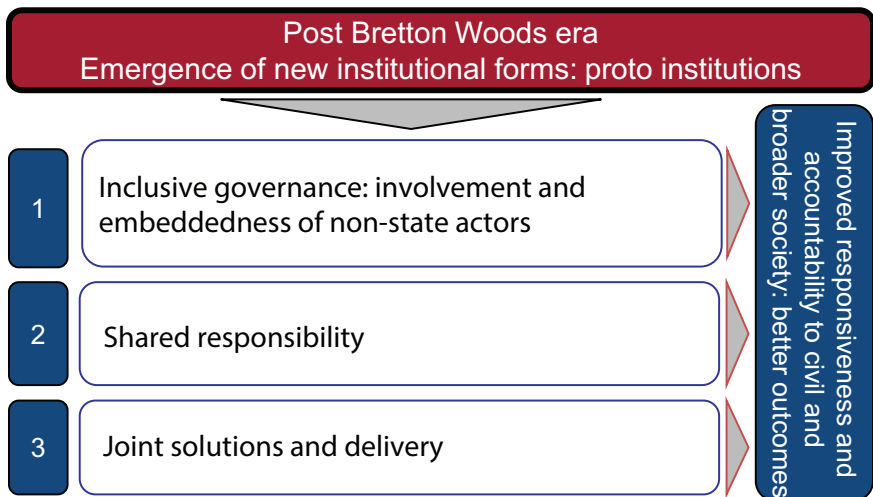 Post Bretton Woods era
Emergence of new institutional forms: proto institutions
1
Inclusive governance: involvement and
embeddedness of non-state actors
2
Shared responsibility
3
Joint solutions and delivery
Improved responsiveness and
accountability to civil and
broader society: better outcomes